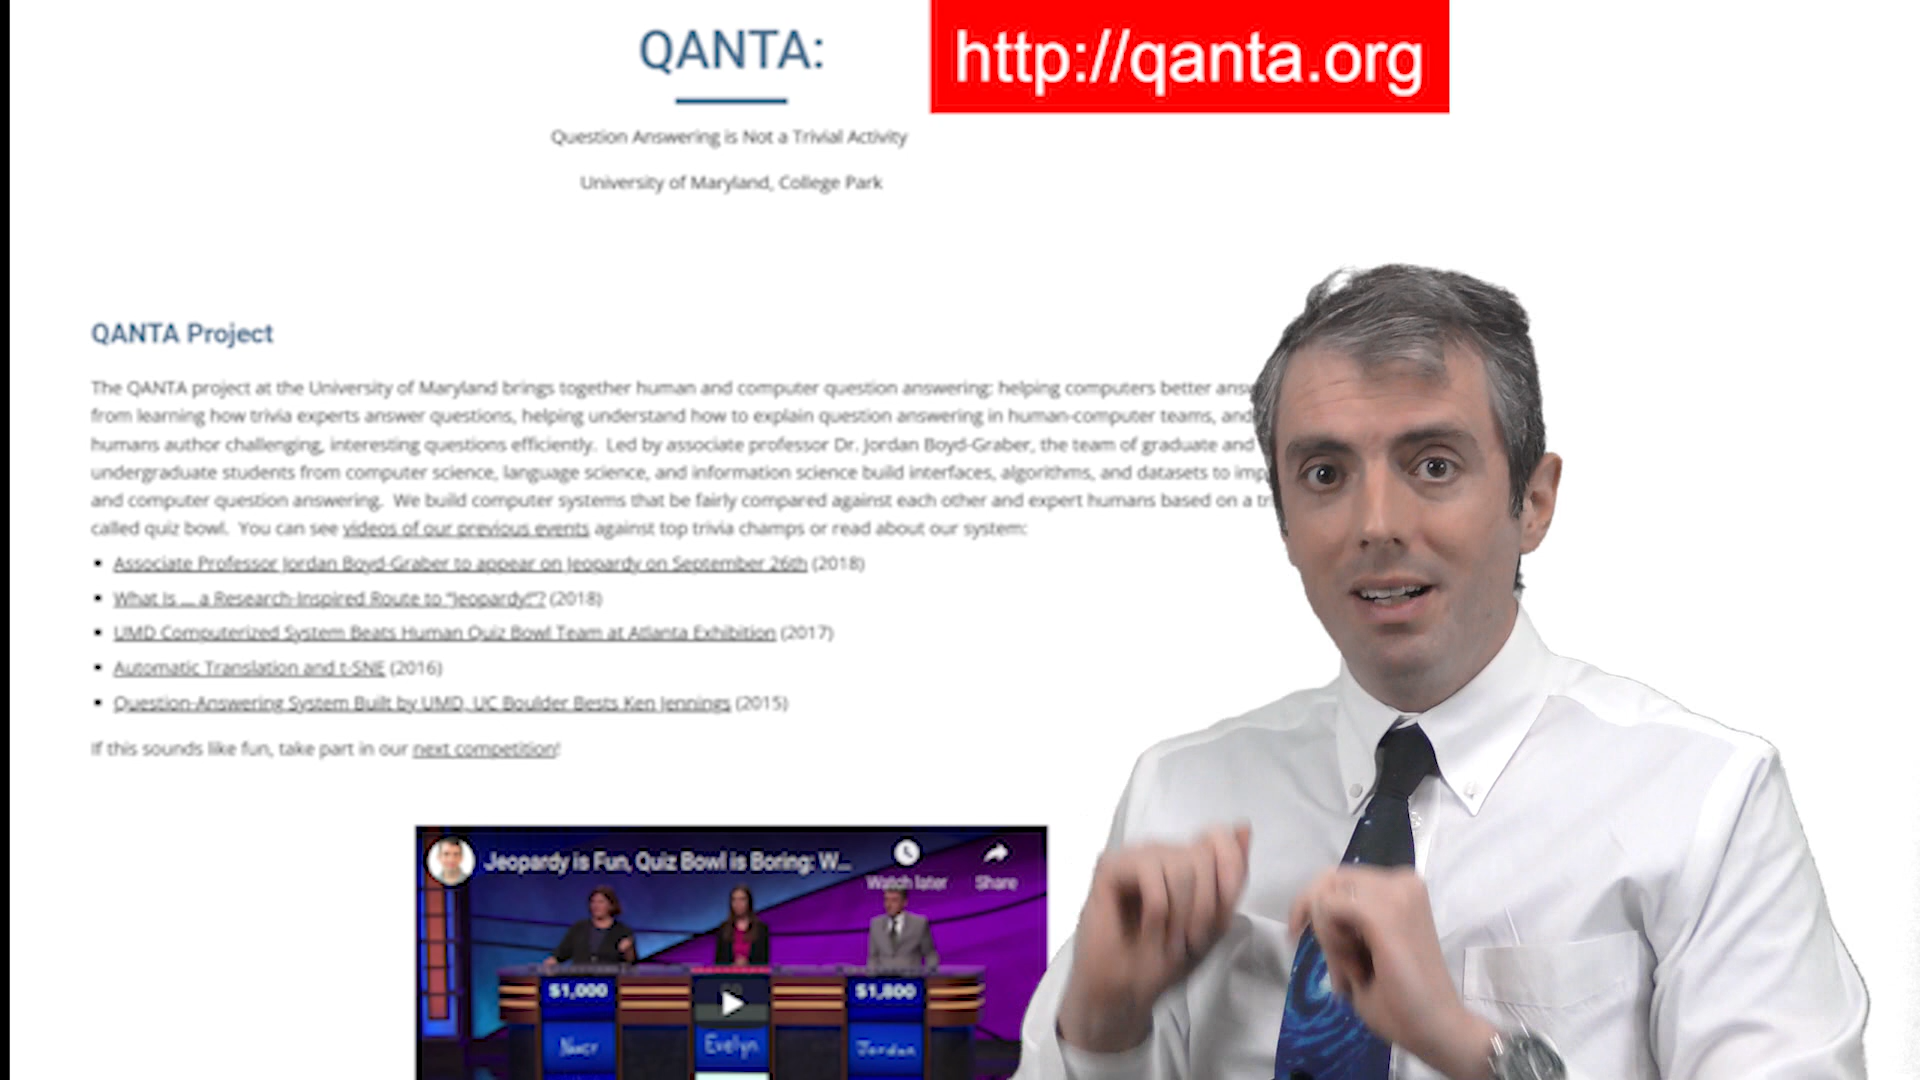 QANTA:
http://qanta.org
Question Answering is Not a Trivial Activity
University of Maryland, College Park
QANTA Project
The QANTA project at the University of Maryland brings together human and computer question answering: helping computers better answ
from learning how trivia experts answer questions, helping understand how to explain question answering in human-computer teams, and
humans author challenging, interesting questions efficiently. Led by associate professor Dr. Jordan Boyd-Graber, the team of graduate and
undergraduate students from computer science, language science, and information science build interfaces, algorithms, and datasets to imp
and computer question answering. We build computer systems that be fairly compared against each other and expert humans based on a tr
called quiz bowl. You can see videos of our previous events against top trivia champs or read about our system:
Associate Professor Jordan Boyd-Graber to appear on Jeopardy on September 26th (2018)
What Is ... a Research-Inspired Route to "Jeopardy!"? (2018)
UMD Computerized System Beats Human Quiz Bowl Team at Atlanta Exhibition (2017)
Automatic Translation and t-SNE (2016)
Question-Answering System Built by UMD, UC Boulder Bests Ken Jennings (2015)
If this sounds like fun, take part in our next competition!
Jeopardy is Fun, Quiz Bowl is Boring: W...
Watch later
Share
$1,000
$1,800
Nancy
Evelyn
Jordan